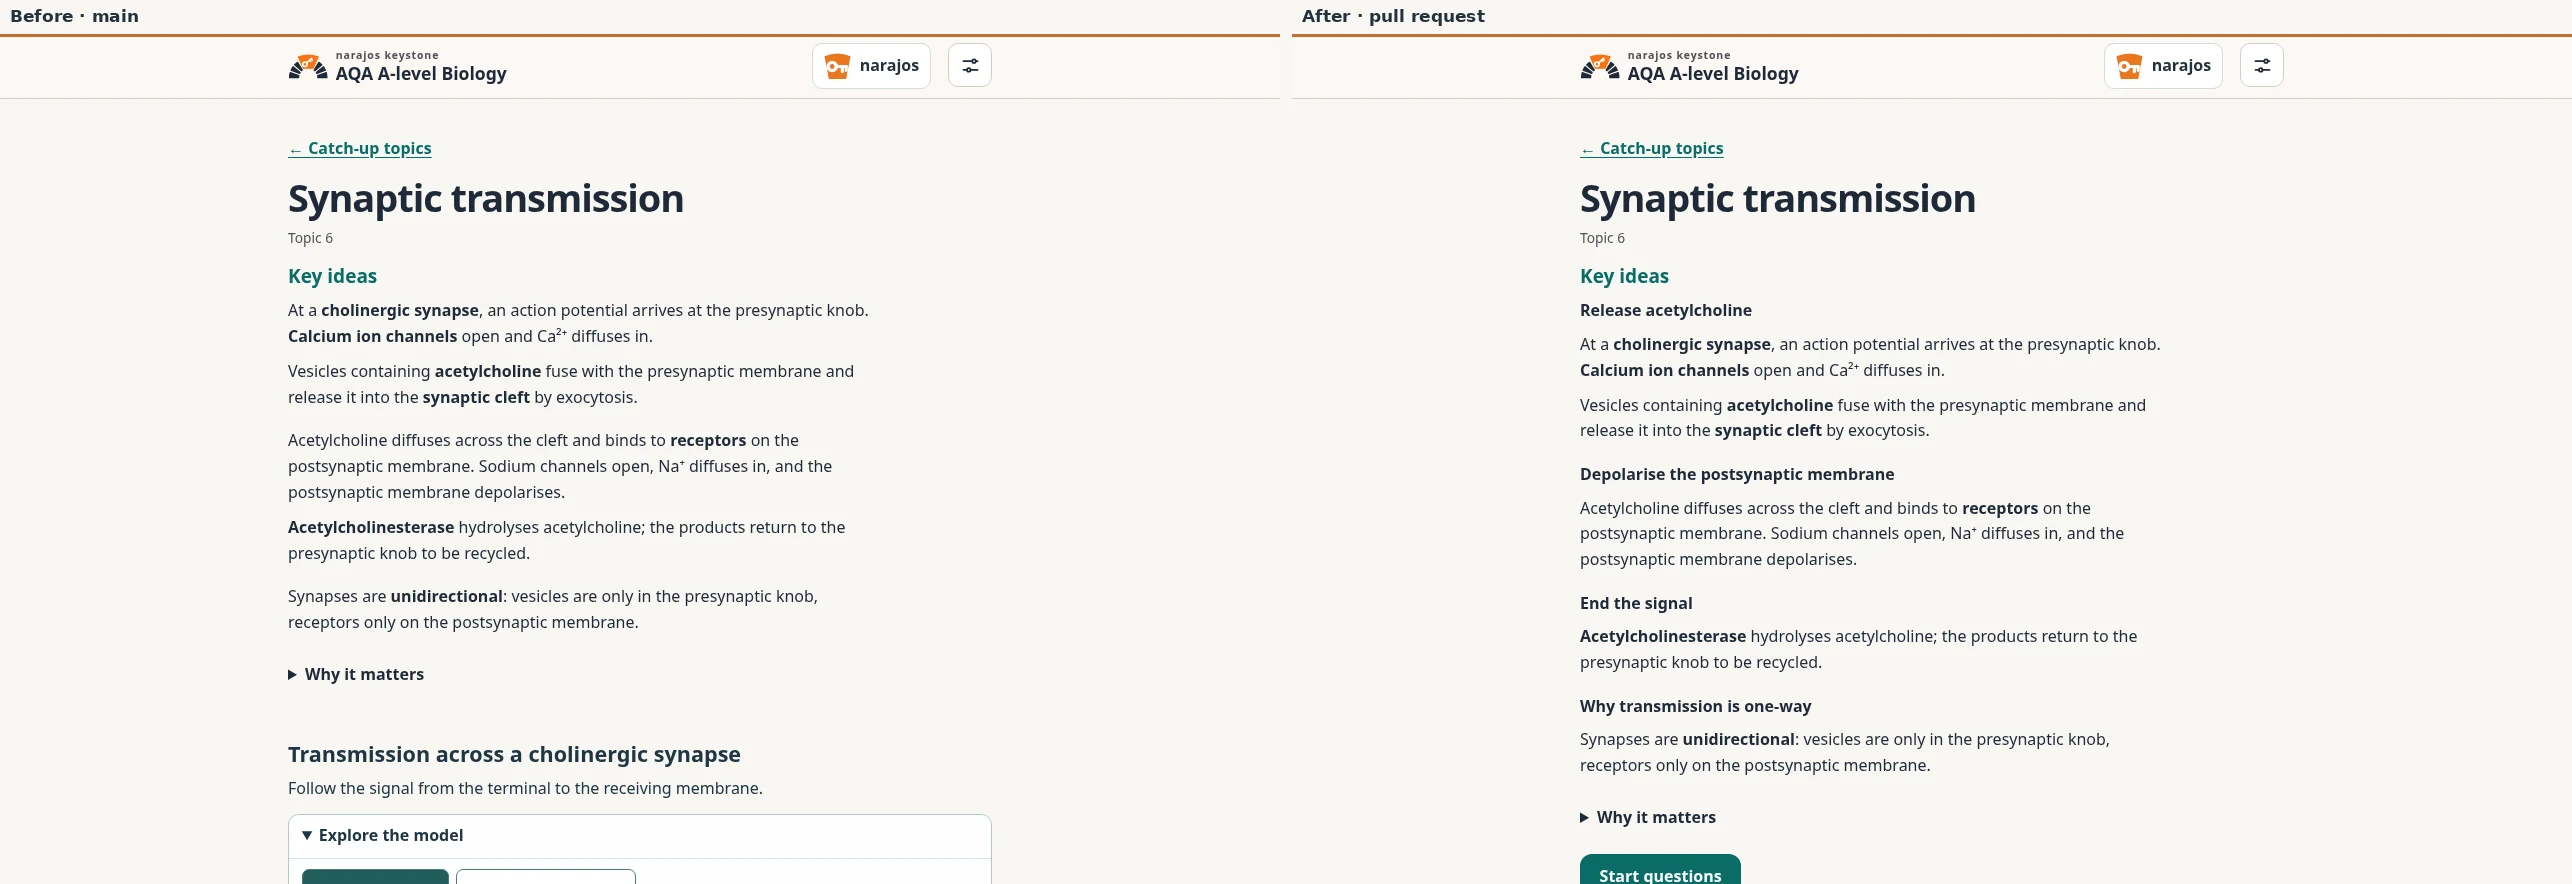 Before · main
narajos keystone
AQA A-level Biology
narajos
← Catch-up topics
Synaptic transmission
Topic 6
Key ideas
At a cholinergic synapse, an action potential arrives at the presynaptic knob.
Calcium ion channels open and Ca²⁺ diffuses in.
Vesicles containing acetylcholine fuse with the presynaptic membrane and
release it into the synaptic cleft by exocytosis.
Acetylcholine diffuses across the cleft and binds to receptors on the
postsynaptic membrane. Sodium channels open, Na⁺ diffuses in, and the
postsynaptic membrane depolarises.
Acetylcholinesterase hydrolyses acetylcholine; the products return to the
presynaptic knob to be recycled.
Synapses are unidirectional: vesicles are only in the presynaptic knob,
receptors only on the postsynaptic membrane.
▶ Why it matters
Transmission across a cholinergic synapse
Follow the signal from the terminal to the receiving membrane.
▼ Explore the model
After · pull request
narajos keystone
AQA A-level Biology
narajos
← Catch-up topics
Synaptic transmission
Topic 6
Key ideas
Release acetylcholine
At a cholinergic synapse, an action potential arrives at the presynaptic knob.
Calcium ion channels open and Ca²⁺ diffuses in.
Vesicles containing acetylcholine fuse with the presynaptic membrane and
release it into the synaptic cleft by exocytosis.
Depolarise the postsynaptic membrane
Acetylcholine diffuses across the cleft and binds to receptors on the
postsynaptic membrane. Sodium channels open, Na⁺ diffuses in, and the
postsynaptic membrane depolarises.
End the signal
Acetylcholinesterase hydrolyses acetylcholine; the products return to the
presynaptic knob to be recycled.
Why transmission is one-way
Synapses are unidirectional: vesicles are only in the presynaptic knob,
receptors only on the postsynaptic membrane.
▶ Why it matters
Start questions